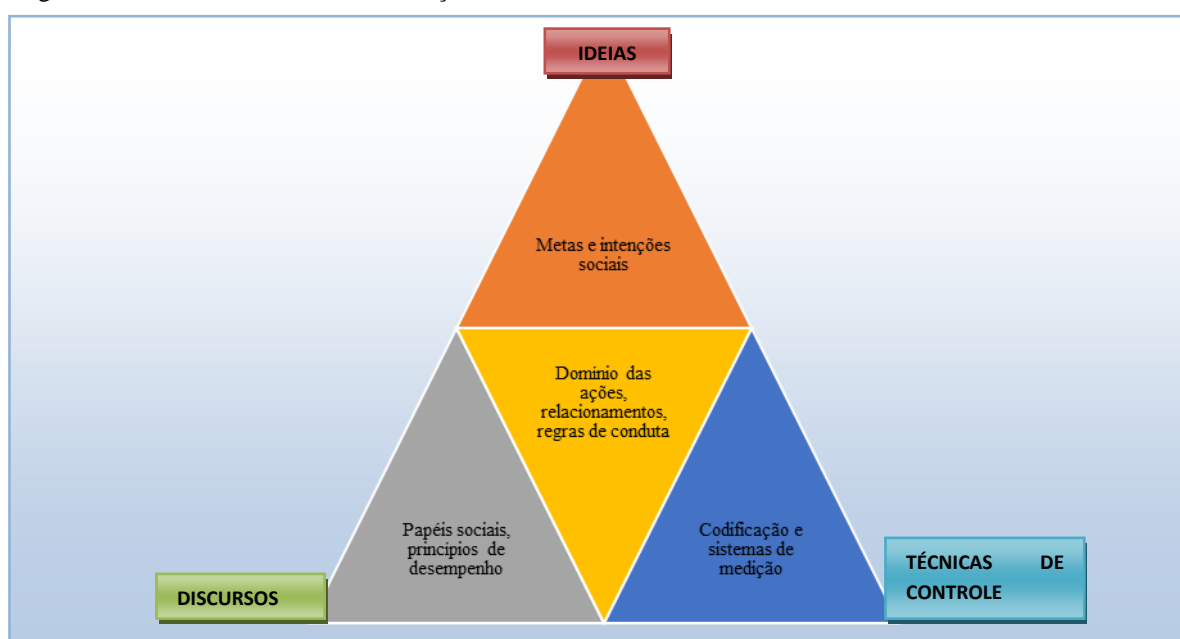 IDEIAS
Metas e intenções
sociais
Domínio das
ações,
relacionamentos,
regras de conduta
Papéis sociais,
princípios de
desempenho
Codificação e
sistemas de
medição
DISCURSOS
TÉCNICAS DE
CONTROLE